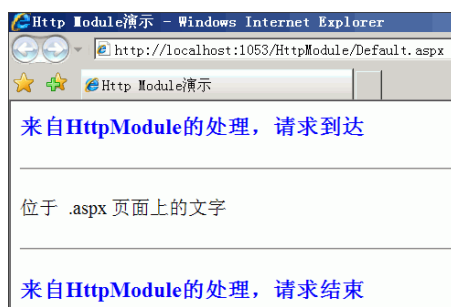 Http Module演示 - Windows Internet Explorer
http://localhost:1053/HttpModule/Default.aspx
Http Module演示
来自HttpModule的处理，请求到达
位于 .aspx 页面上的文字
来自HttpModule的处理，请求结束